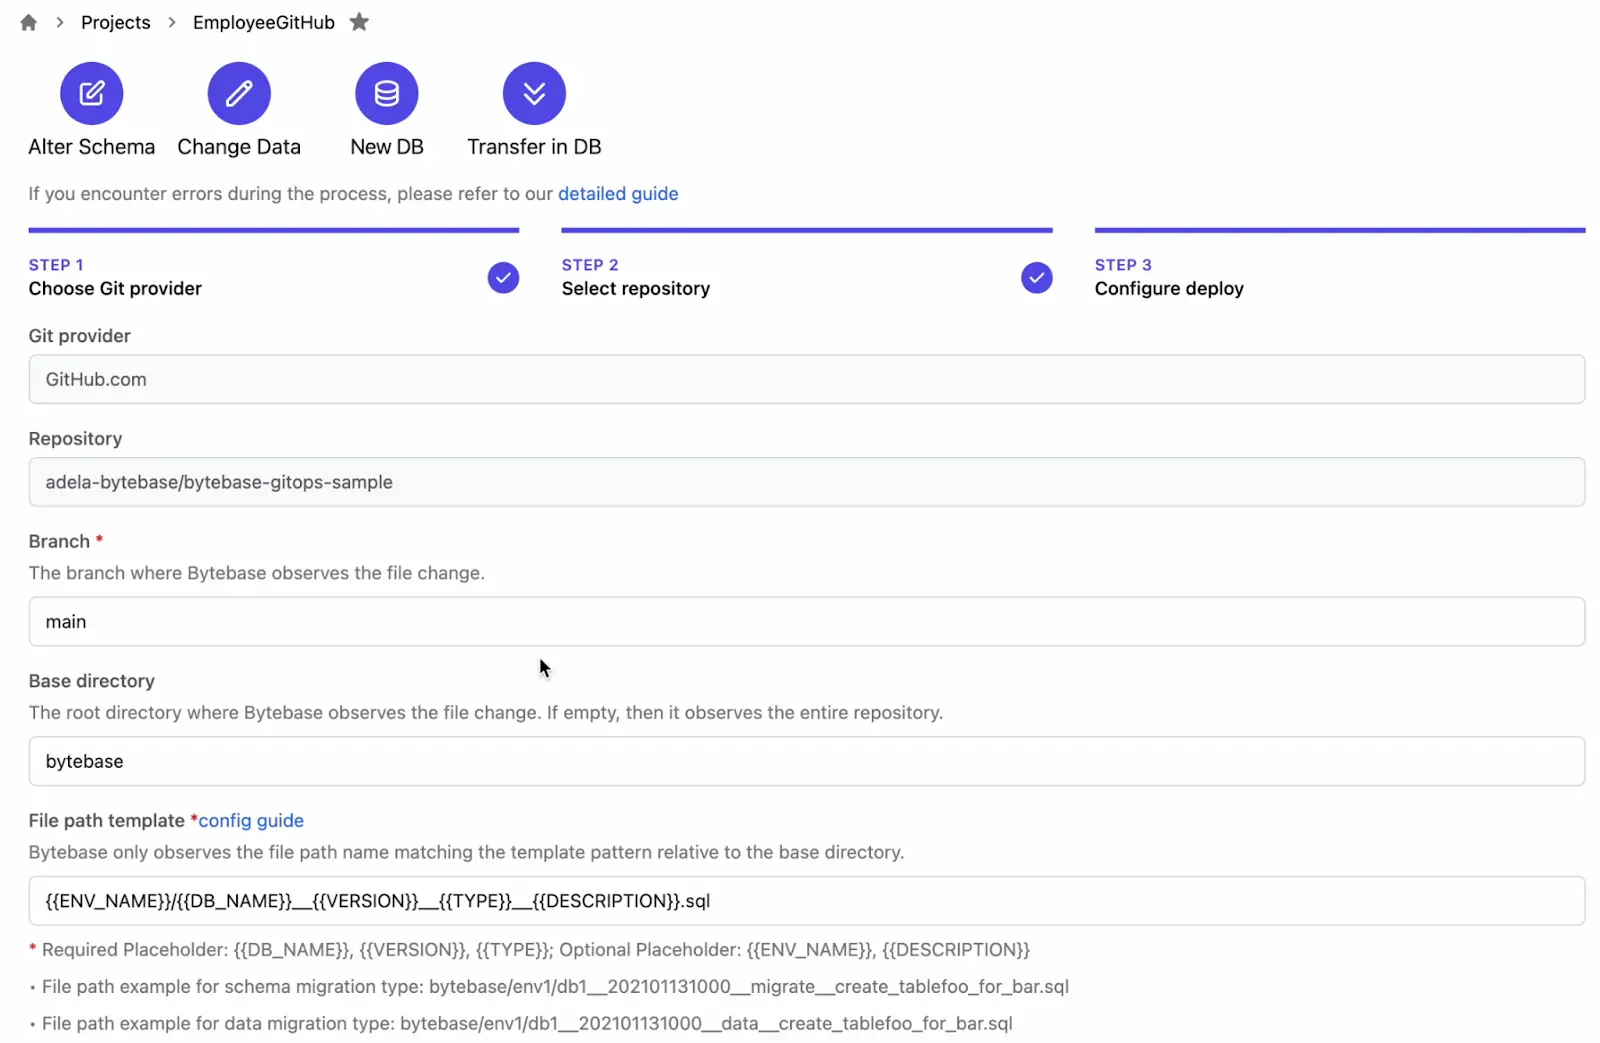 Projects > EmployeeGitHub
Alter Schema Change Data New DB Transfer in DB
If you encounter errors during the process, please refer to our detailed guide
STEP 1
Choose Git provider
STEP 2
Select repository
STEP 3
Configure deploy
Git provider
GitHub.com
Repository
adela-bytebase/bytebase-gitops-sample
Branch *
The branch where Bytebase observes the file change.
main
Base directory
The root directory where Bytebase observes the file change. If empty, then it observes the entire repository.
bytebase
File path template *config guide
Bytebase only observes the file path name matching the template pattern relative to the base directory.
{{ENV_NAME}}/{{DB_NAME}}__{{VERSION}}__{{TYPE}}__{{DESCRIPTION}}.sql
* Required Placeholder: {{DB_NAME}}, {{VERSION}}, {{TYPE}}; Optional Placeholder: {{ENV_NAME}}, {{DESCRIPTION}}
• File path example for schema migration type: bytebase/env1/db1__202101131000__migrate__create_tablefoo_for_bar.sql
• File path example for data migration type: bytebase/env1/db1__202101131000__data__create_tablefoo_for_bar.sql